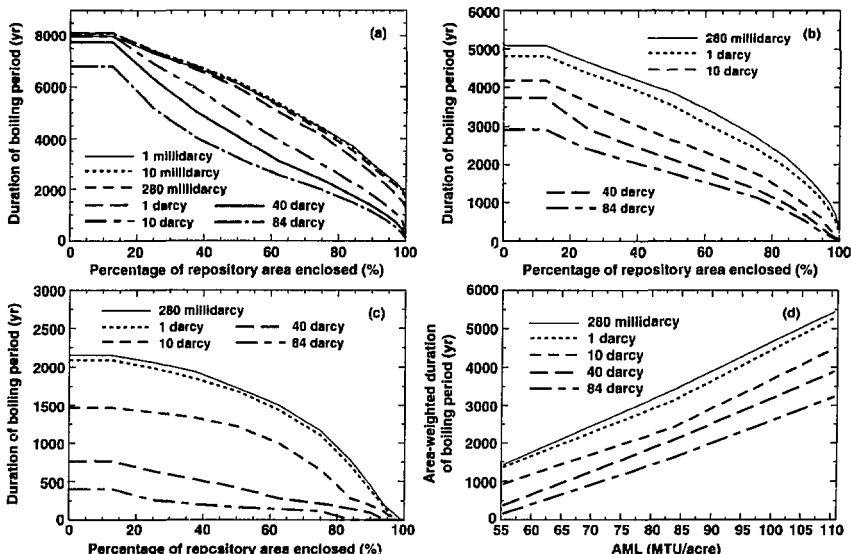 (a)
Duration of boiling period (yr)
9000
8000
6000
4000
2000
0
1 millidarcy
10 millidarcy
280 millidarcy
1 darcy
10 darcy
40 darcy
84 darcy
0 20 40 60 80 100
Percentage of repository area enclosed (%)
(b)
Duration of boiling period (yr)
6000
5000
4000
3000
2000
1000
0
280 millidarcy
1 darcy
10 darcy
40 darcy
84 darcy
0 20 40 60 80 100
Percentage of repository area enclosed (%)
(c)
Duration of boiling period (yr)
3000
2500
2000
1500
1000
500
0
280 millidarcy
1 darcy
10 darcy
40 darcy
84 darcy
0 20 40 60 80 100
Percentage of repository area enclosed (%)
(d)
Area-weighted duration
of boiling period (yr)
6000
5000
4000
3000
2000
1000
0
280 millidarcy
1 darcy
10 darcy
40 darcy
84 darcy
55 60 65 70 75 80 85 90 95 100 105 110
AML (MTU/acre)